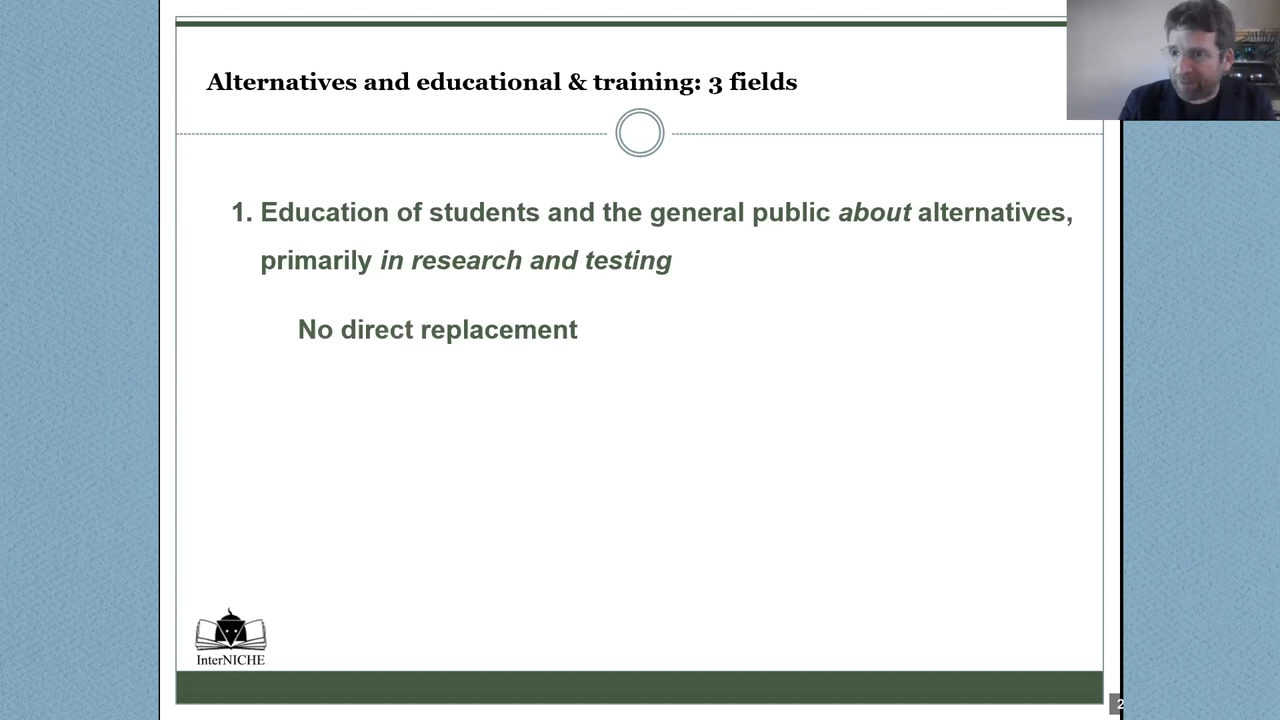 Alternatives and educational & training: 3 fields
1. Education of students and the general public about alternatives,
primarily in research and testing
No direct replacement
InterNICHE
2